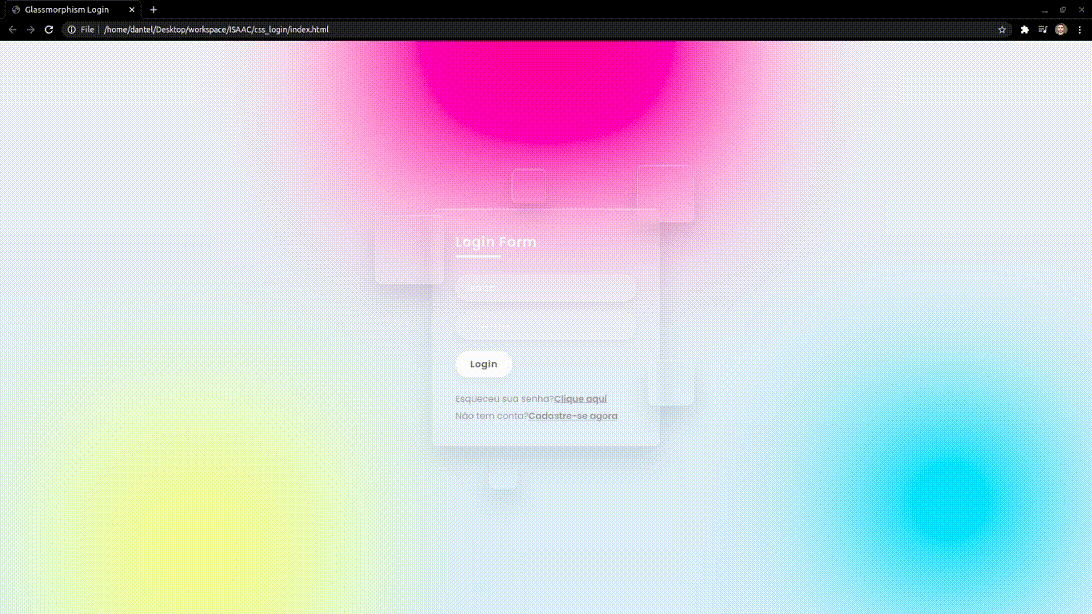 Glassmorphism Login
File
/home/dantel/Desktop/workspace/ISAAC/css_login/index.html
Login Form
Login
Esqueceu sua senha?Clique aqui
Não tem conta?Cadastre-se agora